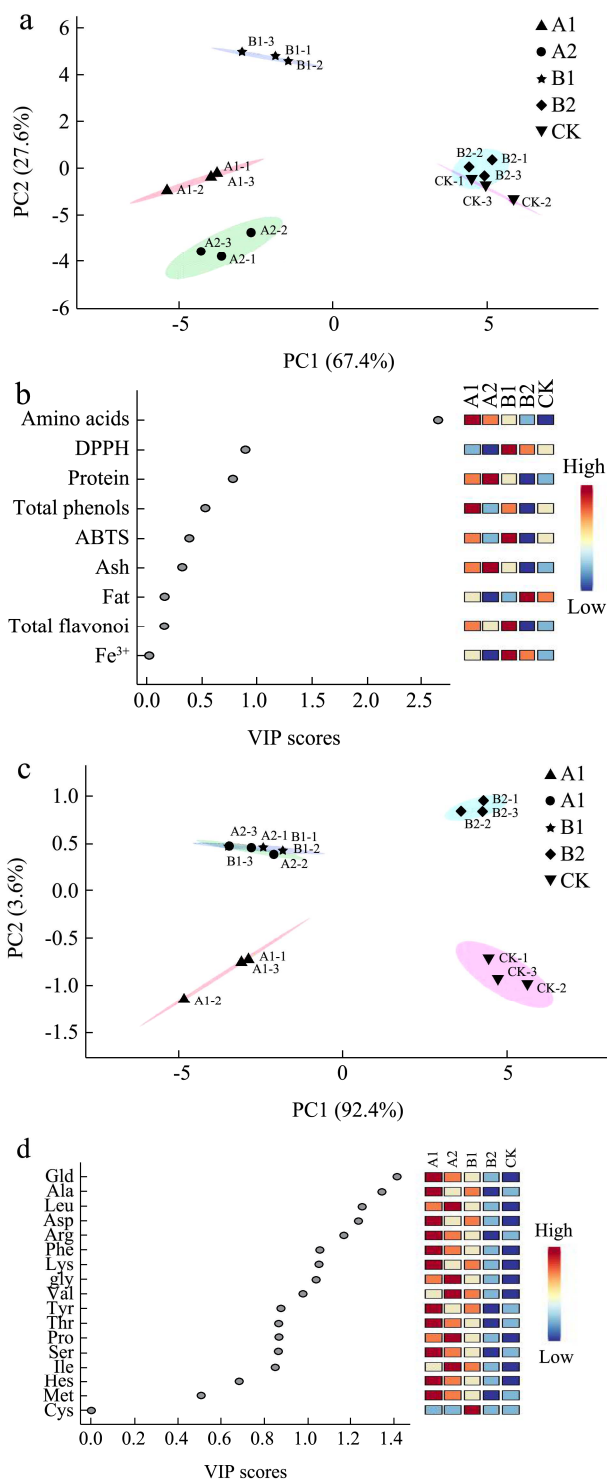 a
6
4
2
0
-5
-4
-6
PC2 (27.6%)
B1-3
B1-1
B1-2
A1-1
A1-2
A1-3
A2-2
A2-3
A2-1
B2-2
B2-1
B2-3
CK-1
CK-3
CK-2
A1
A2
B1
B2
CK
-5
0
5
PC1 (67.4%)
b
Amino acids
DPPH
Protein
Total phenols
ABTS
Ash
Fat
Total flavonoi
Fe³⁺
0.0 0.5 1.0 1.5 2.0 2.5
VIP scores
A1 A2 B1 B2 CK
High
Low
c
1.0
0.5
0.0
-0.5
-1.0
-1.5
PC2 (3.6%)
A2-3 A2-1 B1-1
B1-2
B1-3 A2-2
A1-1
A1-3
A1-2
B2-1
B2-3
B2-2
CK-1
CK-3
CK-2
A1
A1
B1
B2
CK
-5
0
5
PC1 (92.4%)
d
Gld
Ala
Leu
Asp
Arg
Phe
Lys
gly
Val
Tyr
Thr
Pro
Ser
Ile
Hes
Met
Cys
0.0 0.2 0.4 0.6 0.8 1.0 1.2 1.4
VIP scores
A1 A2 B1 B2 CK
High
Low